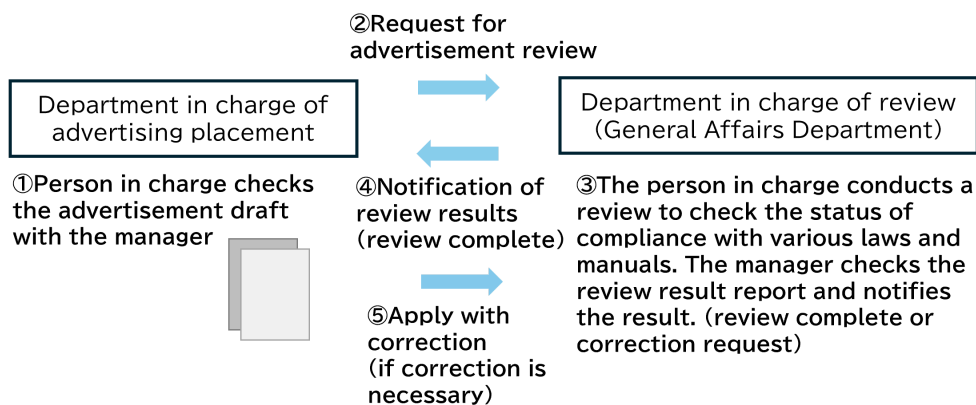 ②Request for
advertisement review
Department in charge of
advertising placement
Department in charge of review
(General Affairs Department)
①Person in charge checks
the advertisement draft
with the manager
④Notification of
review results
(review complete)
③The person in charge conducts a
review to check the status of
compliance with various laws and
manuals. The manager checks the
review result report and notifies
the result. (review complete or
correction request)
⑤Apply with
correction
(if correction is
necessary)